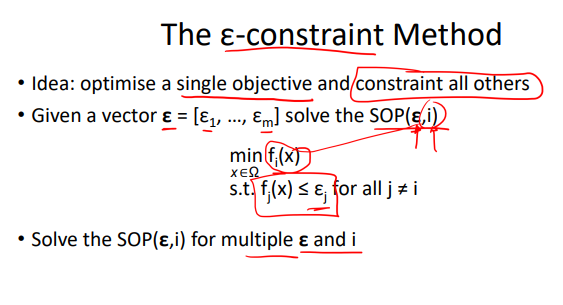 The ε-constraint Method
• Idea: optimise a single objective and constraint all others
• Given a vector ε = [ε₁, ..., εₘ] solve the SOP(ε,i)
min fᵢ(x)
x∈Ω
s.t. fⱼ(x) ≤ εⱼ for all j ≠ i
• Solve the SOP(ε,i) for multiple ε and i